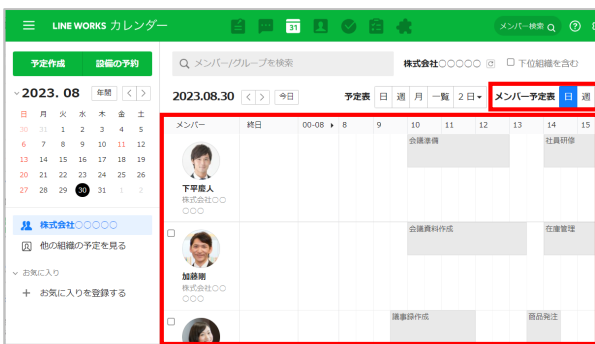 LINE WORKS カレンダー
31
メンバー検索
予定作成
設備の予約
メンバー/グループを検索
株式会社○○○○○
下位組織を含む
2023. 08
年間
< >
2023.08.30
< >
今日
予定表 日 週 月 一覧 2日
メンバー予定表 日 週
日 月 火 水 木 金 土
30 31 1 2 3 4 5
6 7 8 9 10 11 12
13 14 15 16 17 18 19
20 21 22 23 24 25 26
27 28 29 30 31 1 2
メンバー 終日 00-08 8 9 10 11 12 13 14 15
会議準備
社員研修
下平慶人
株式会社○○
○○○
株式会社○○○○○
他の組織の予定を見る
会議資料作成
在庫管理
お気に入り
+ お気に入りを登録する
加藤剛
株式会社○○
○○○
議事録作成
商品発注